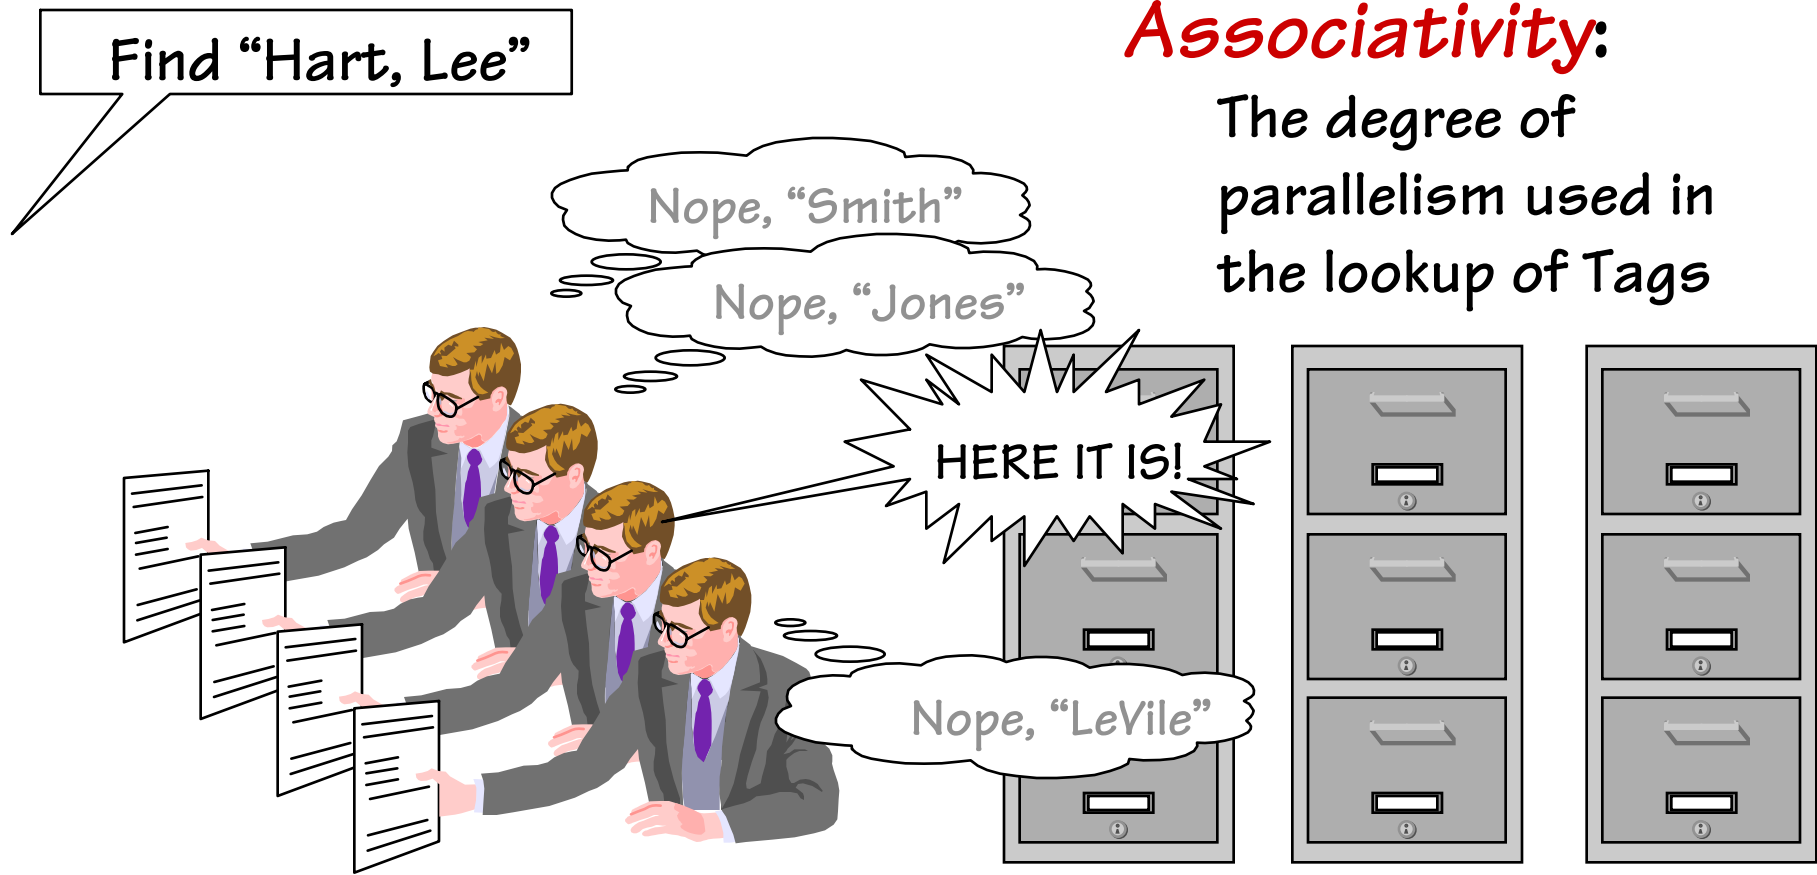 Find “Hart, Lee”
Associativity:
The degree of
parallelism used in
the lookup of Tags
Nope, “Smith”
Nope, “Jones”
HERE IT IS!
Nope, “LeVile”